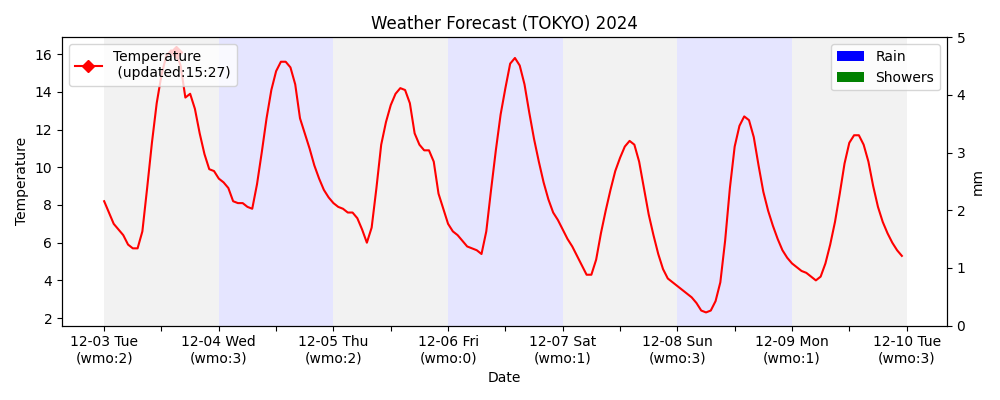 Weather Forecast (TOKYO) 2024
Temperature
(updated:15:27)
Rain
Showers
16
14
12
10
8
6
4
2
Temperature
5
4
3
2
1
0
mm
12-03 Tue
(wmo:2)
12-04 Wed
(wmo:3)
12-05 Thu
(wmo:2)
12-06 Fri
(wmo:0)
12-07 Sat
(wmo:1)
12-08 Sun
(wmo:3)
12-09 Mon
(wmo:1)
12-10 Tue
(wmo:3)
Date